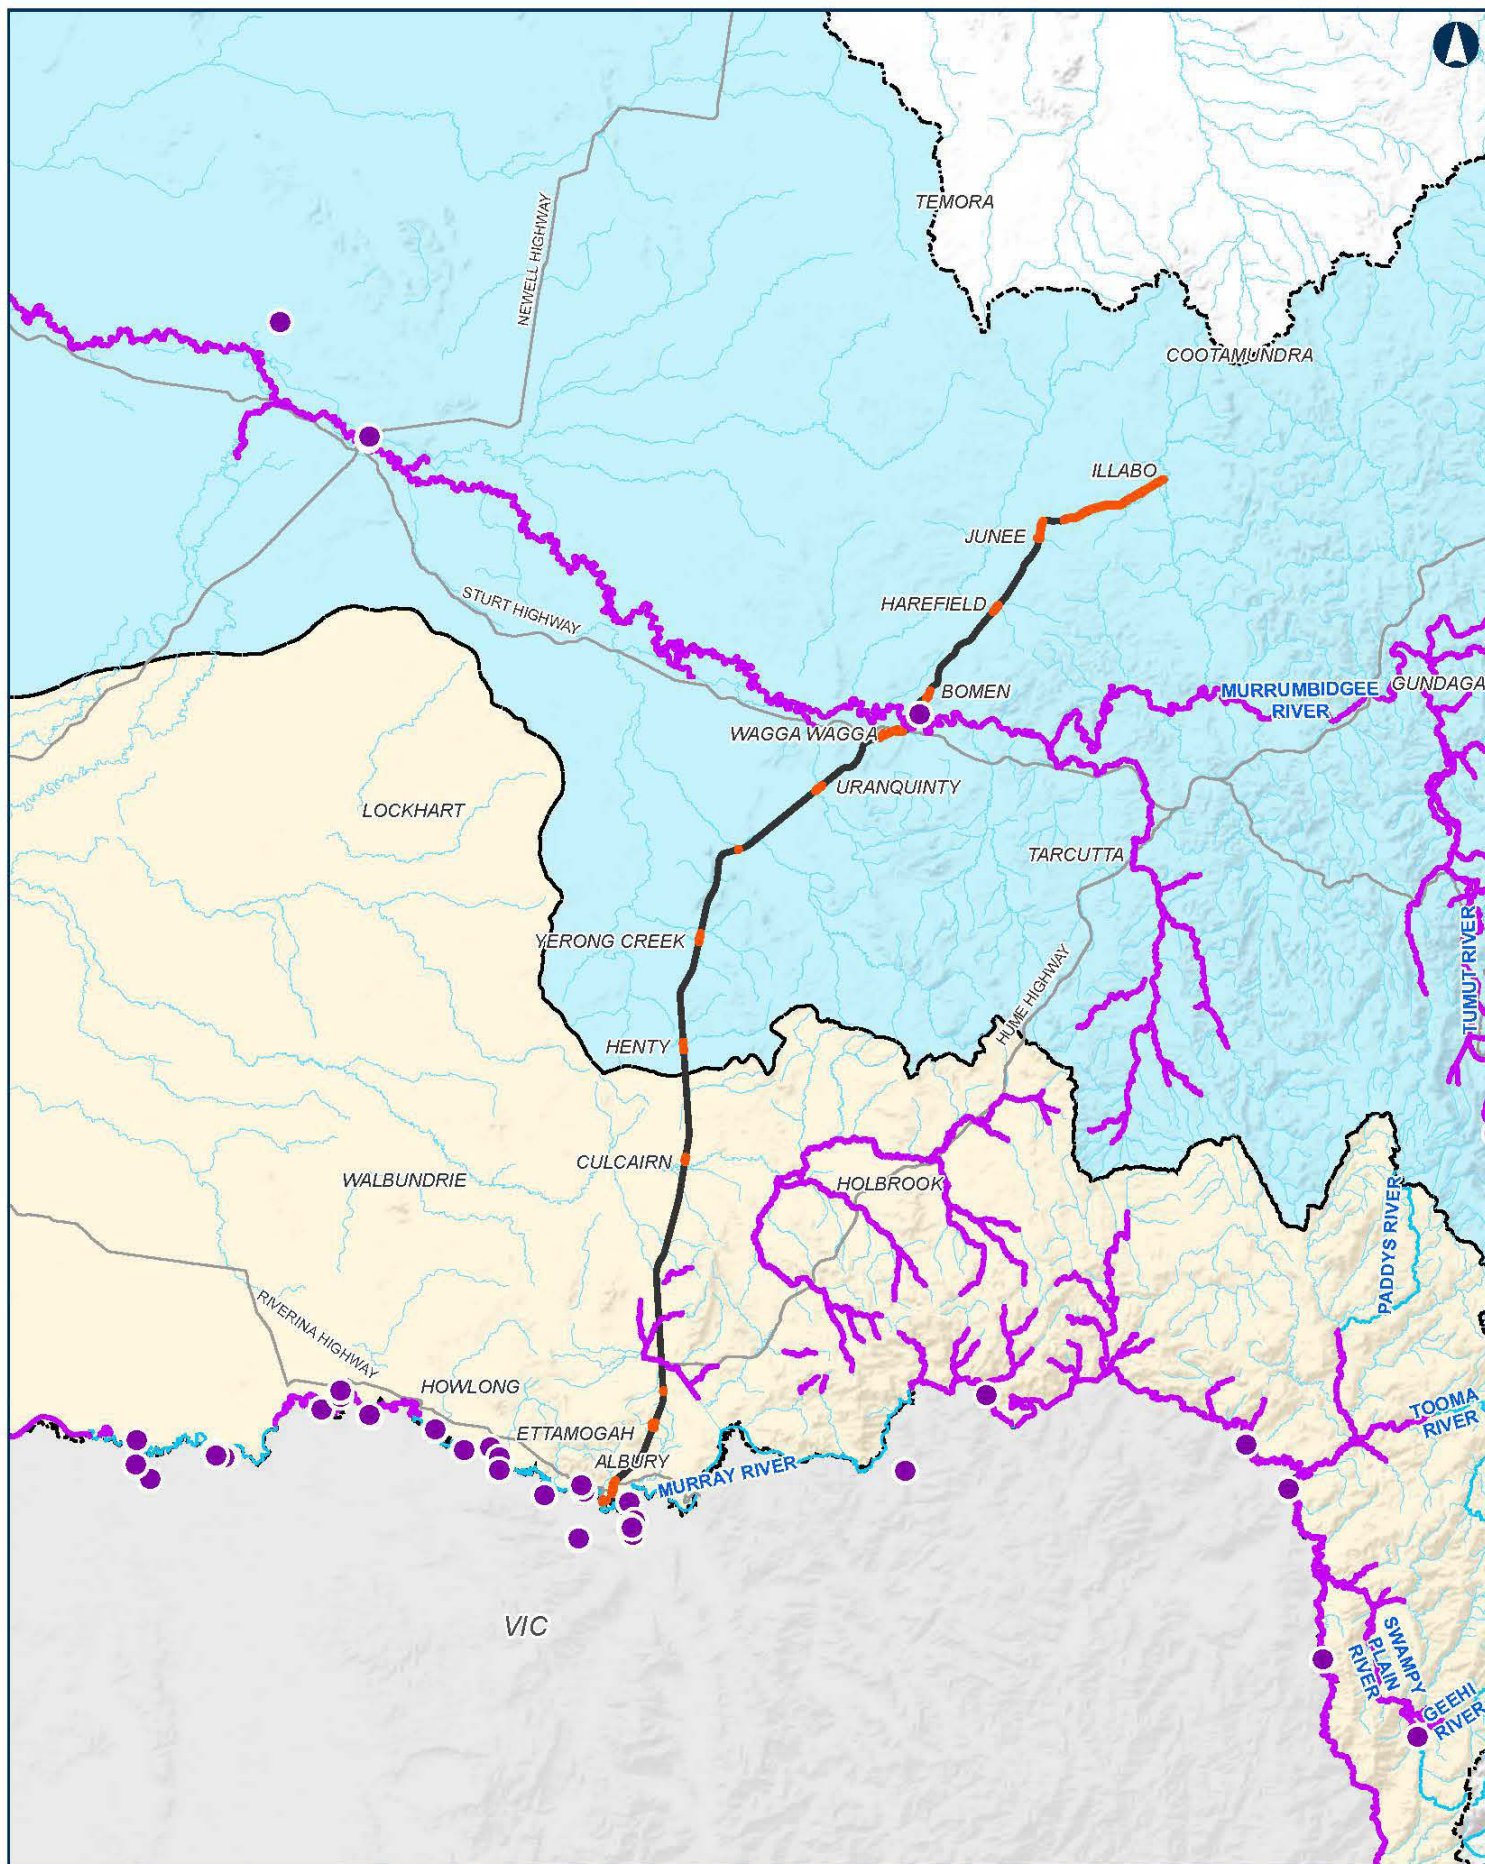 TEMORA
NEWELL HIGHWAY
COOTAMUNDRA
ILLABO
JUNEE
HAREFIELD
STURT HIGHWAY
BOMEN
MURRUMBIDGEE
RIVER
GUNDAGA
WAGGA WAGGA
URANQUINTY
LOCKHART
TARCUTTA
YERONG CREEK
TUMUT RIVER
HUME HIGHWAY
HENTY
CULCAIRN
WALBUNDRIE
HOLBROOK
PADDYS RIVER
RIVERINA HIGHWAY
HOWLONG
TOOMA
RIVER
ETTAMOGAH
ALBURY
MURRAY RIVER
VIC
SWAMPY
PLAIN
RIVER
GEEHI
RIVER